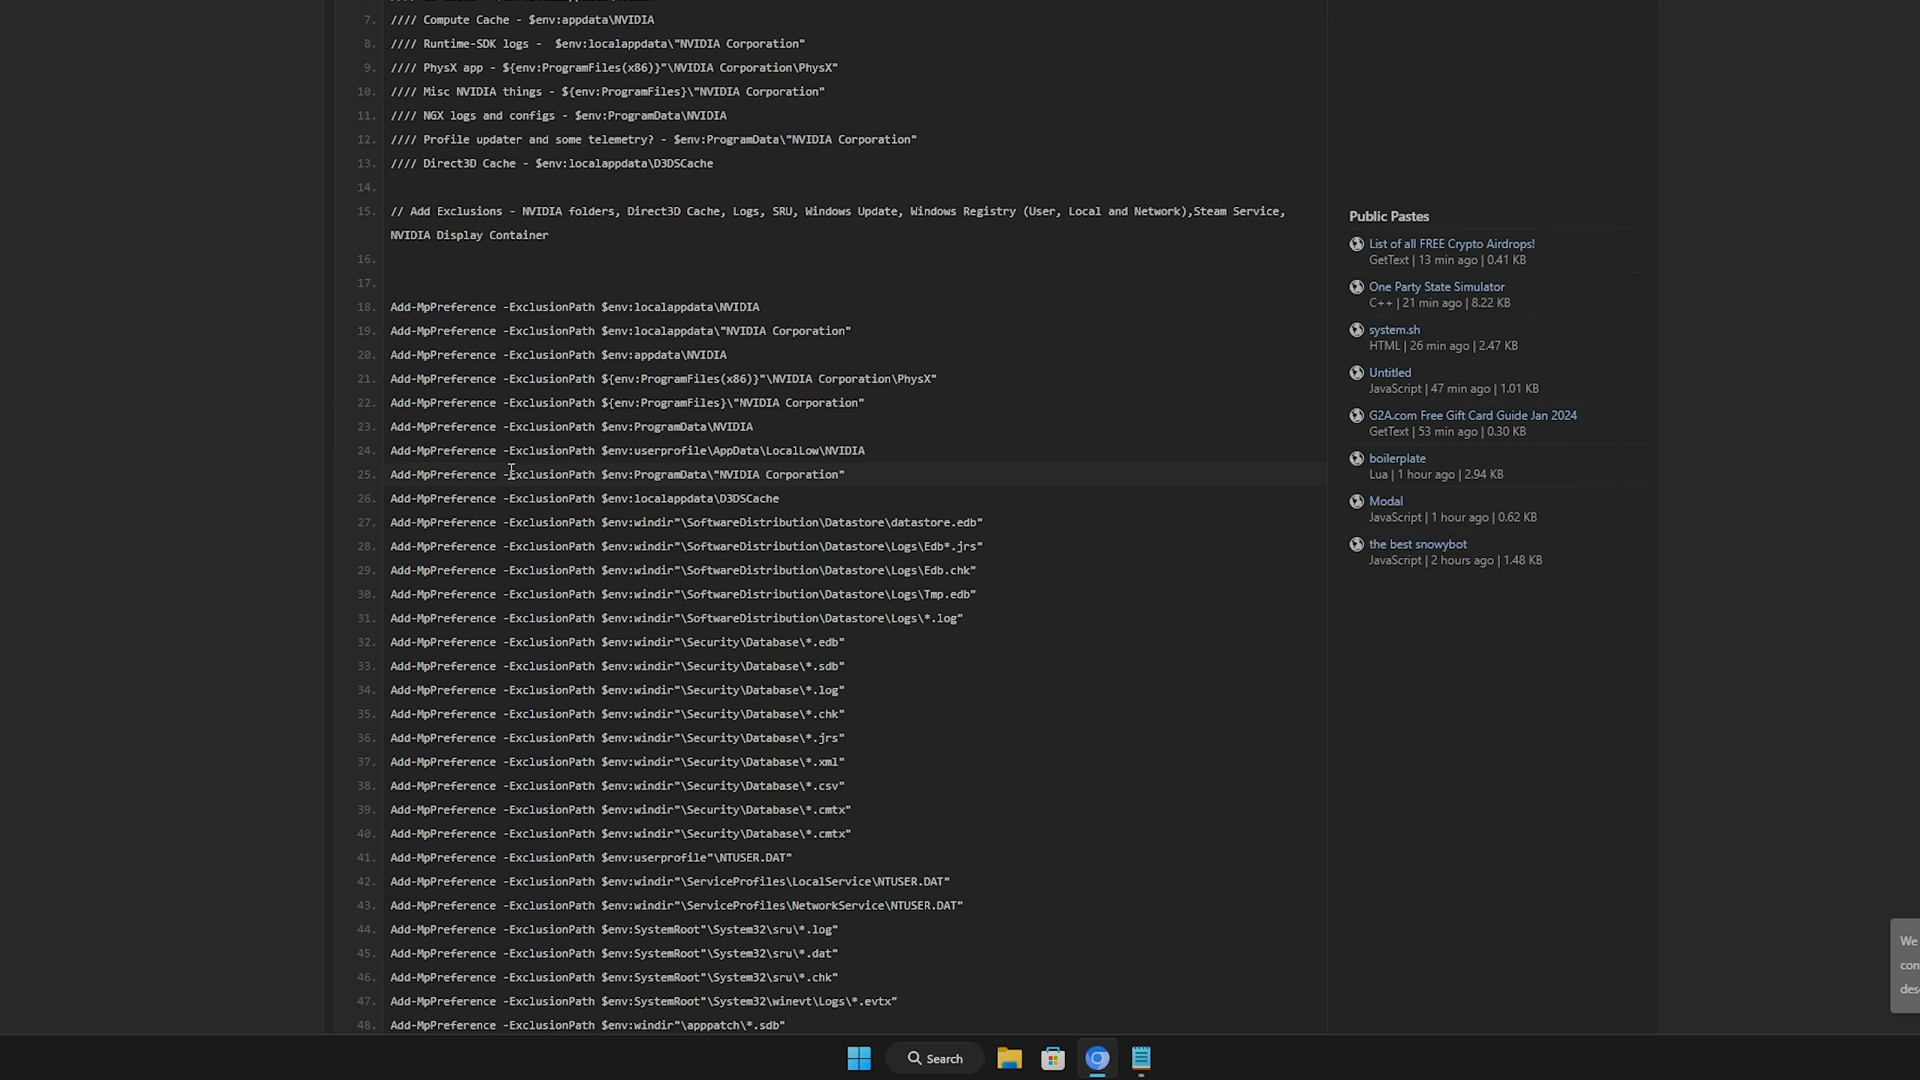 7. //// Compute Cache - $env:appdata\NVIDIA
8. //// Runtime-SDK logs -  $env:localappdata\"NVIDIA Corporation"
9. //// PhysX app - ${env:ProgramFiles(x86)}"\NVIDIA Corporation\PhysX"
10. //// Misc NVIDIA things - ${env:ProgramFiles}\"NVIDIA Corporation"
11. //// NGX logs and configs - $env:ProgramData\NVIDIA
12. //// Profile updater and some telemetry? - $env:ProgramData\"NVIDIA Corporation"
13. //// Direct3D Cache - $env:localappdata\D3DSCache
14.
15. // Add Exclusions - NVIDIA folders, Direct3D Cache, Logs, SRU, Windows Update, Windows Registry (User, Local and Network),Steam Service,
NVIDIA Display Container
16.
17.
18. Add-MpPreference -ExclusionPath $env:localappdata\NVIDIA
19. Add-MpPreference -ExclusionPath $env:localappdata\"NVIDIA Corporation"
20. Add-MpPreference -ExclusionPath $env:appdata\NVIDIA
21. Add-MpPreference -ExclusionPath ${env:ProgramFiles(x86)}"\NVIDIA Corporation\PhysX"
22. Add-MpPreference -ExclusionPath ${env:ProgramFiles}\"NVIDIA Corporation"
23. Add-MpPreference -ExclusionPath $env:ProgramData\NVIDIA
24. Add-MpPreference -ExclusionPath $env:userprofile\AppData\LocalLow\NVIDIA
25. Add-MpPreference -ExclusionPath $env:ProgramData\"NVIDIA Corporation"
26. Add-MpPreference -ExclusionPath $env:localappdata\D3DSCache
27. Add-MpPreference -ExclusionPath $env:windir"\SoftwareDistribution\Datastore\datastore.edb"
28. Add-MpPreference -ExclusionPath $env:windir"\SoftwareDistribution\Datastore\Logs\Edb*.jrs"
29. Add-MpPreference -ExclusionPath $env:windir"\SoftwareDistribution\Datastore\Logs\Edb.chk"
30. Add-MpPreference -ExclusionPath $env:windir"\SoftwareDistribution\Datastore\Logs\Tmp.edb"
31. Add-MpPreference -ExclusionPath $env:windir"\SoftwareDistribution\Datastore\Logs\*.log"
32. Add-MpPreference -ExclusionPath $env:windir"\Security\Database\*.edb"
33. Add-MpPreference -ExclusionPath $env:windir"\Security\Database\*.sdb"
34. Add-MpPreference -ExclusionPath $env:windir"\Security\Database\*.log"
35. Add-MpPreference -ExclusionPath $env:windir"\Security\Database\*.chk"
36. Add-MpPreference -ExclusionPath $env:windir"\Security\Database\*.jrs"
37. Add-MpPreference -ExclusionPath $env:windir"\Security\Database\*.xml"
38. Add-MpPreference -ExclusionPath $env:windir"\Security\Database\*.csv"
39. Add-MpPreference -ExclusionPath $env:windir"\Security\Database\*.cmtx"
40. Add-MpPreference -ExclusionPath $env:windir"\Security\Database\*.cmtx"
41. Add-MpPreference -ExclusionPath $env:userprofile"\NTUSER.DAT"
42. Add-MpPreference -ExclusionPath $env:windir"\ServiceProfiles\LocalService\NTUSER.DAT"
43. Add-MpPreference -ExclusionPath $env:windir"\ServiceProfiles\NetworkService\NTUSER.DAT"
44. Add-MpPreference -ExclusionPath $env:SystemRoot"\System32\sru\*.log"
45. Add-MpPreference -ExclusionPath $env:SystemRoot"\System32\sru\*.dat"
46. Add-MpPreference -ExclusionPath $env:SystemRoot"\System32\sru\*.chk"
47. Add-MpPreference -ExclusionPath $env:SystemRoot"\System32\winevt\Logs\*.evtx"
48. Add-MpPreference -ExclusionPath $env:windir"\apppatch\*.sdb"
Public Pastes
List of all FREE Crypto Airdrops!
GetText | 13 min ago | 0.41 KB
One Party State Simulator
C++ | 21 min ago | 8.22 KB
system.sh
HTML | 26 min ago | 2.47 KB
Untitled
JavaScript | 47 min ago | 1.01 KB
G2A.com Free Gift Card Guide Jan 2024
GetText | 53 min ago | 0.30 KB
boilerplate
Lua | 1 hour ago | 2.94 KB
Modal
JavaScript | 1 hour ago | 0.62 KB
the best snowybot
JavaScript | 2 hours ago | 1.48 KB
We
con
Search